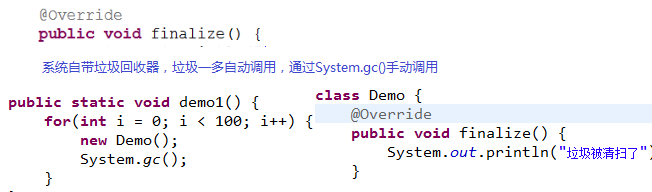 @Override
public void finalize() {
系统自带垃圾回收器，垃圾一多自动调用，通过System.gc()手动调用
public static void demo1() {
for(int i = 0; i < 100; i++) {
new Demo();
System.gc();
}
class Demo {
@Override
public void finalize() {
System.out.println("垃圾被清扫了")
}